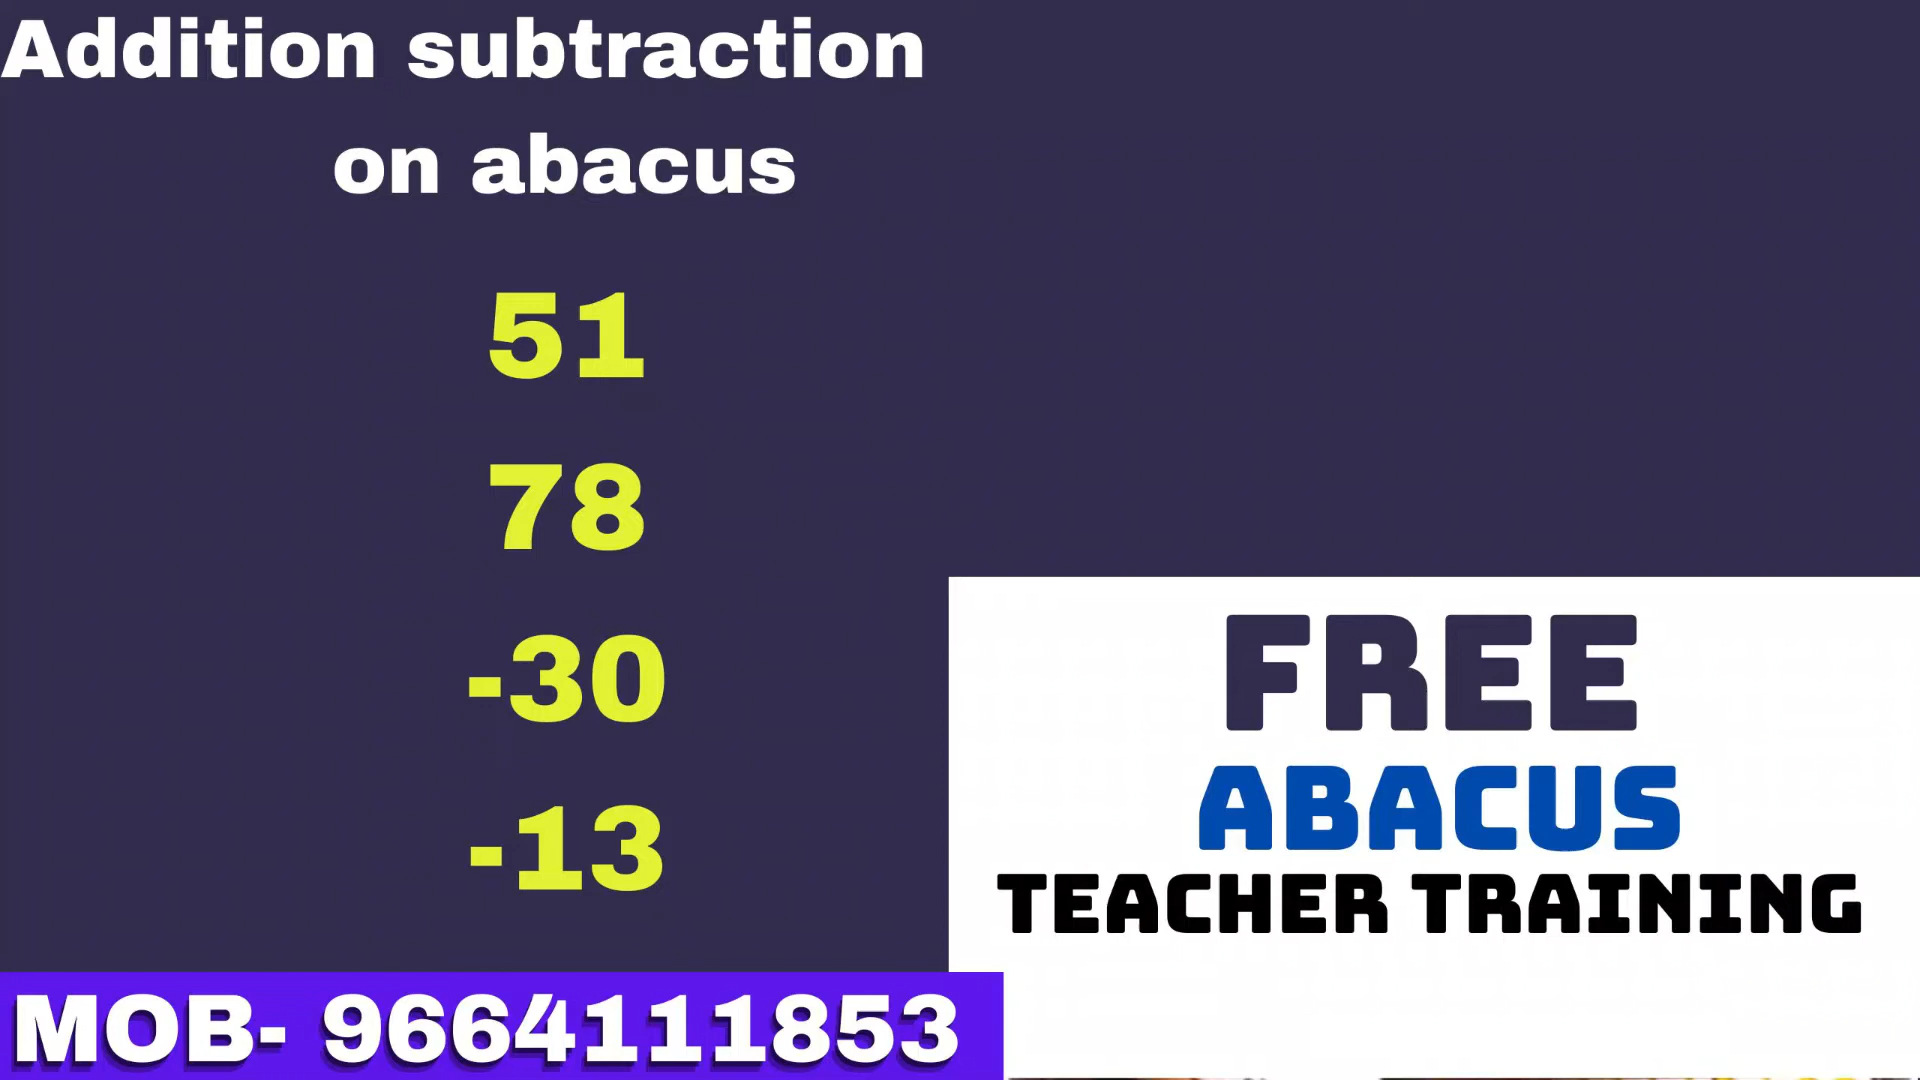 Addition subtraction
on abacus
51
78
-30
-13
FREE
ABACUS
TEACHER TRAINING
MOB- 9664111853